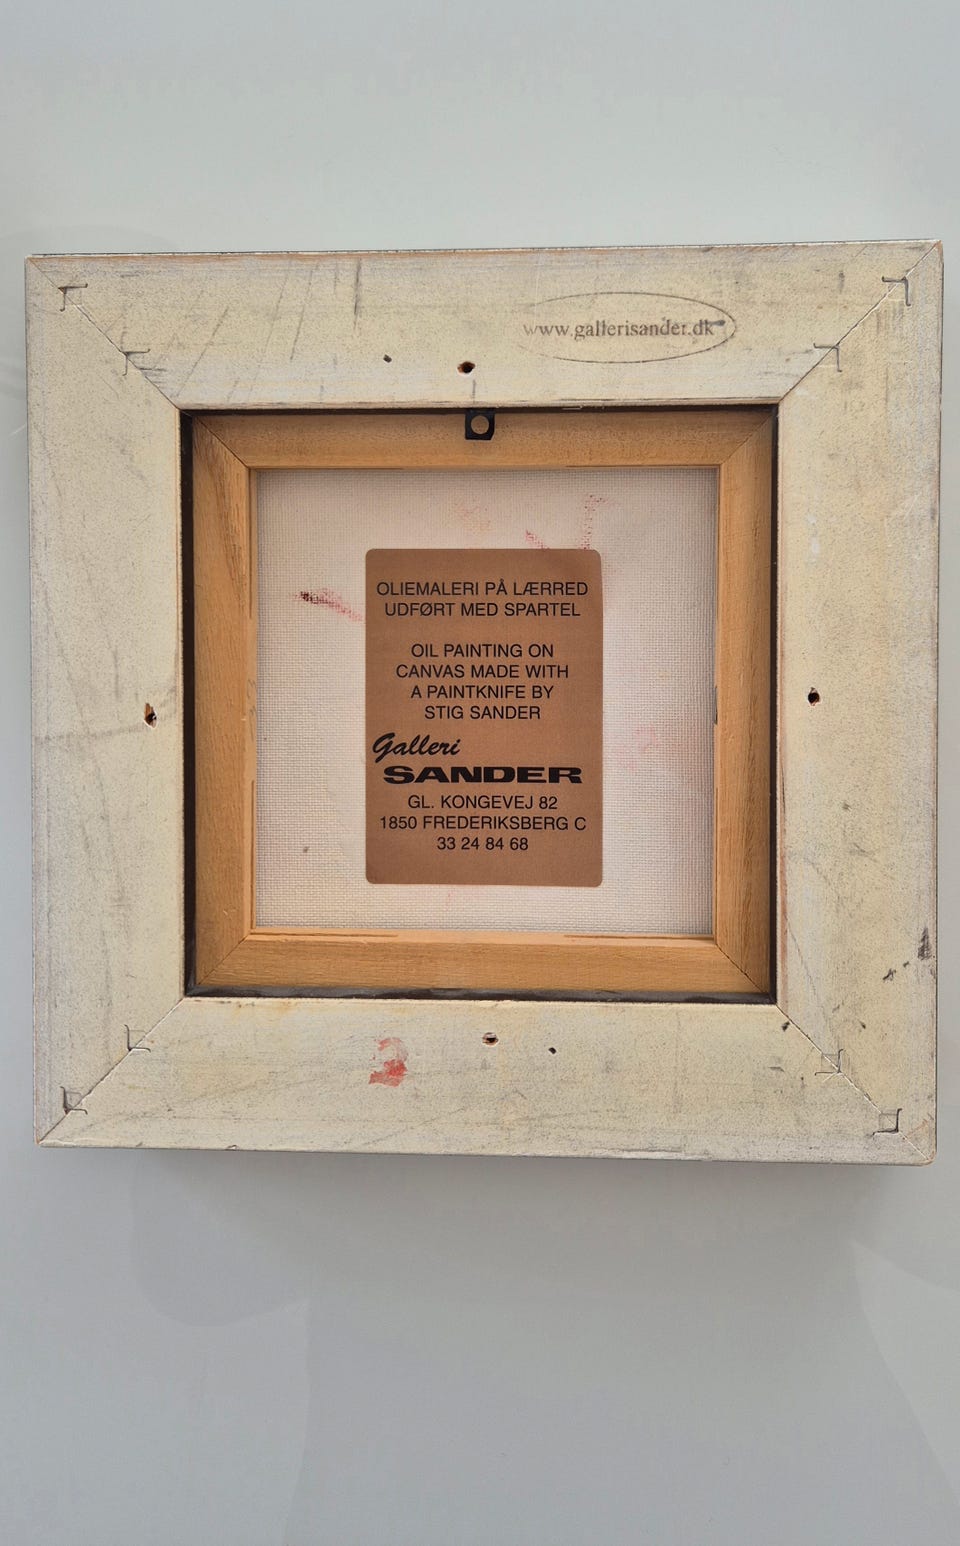 www.gallerisander.dk
OLIEMALERI PÅ LÆRRED
UDFØRT MED SPARTEL
OIL PAINTING ON
CANVAS MADE WITH
A PAINTKNIFE BY
STIG SANDER
Galleri
SANDER
GL. KONGEVEJ 82
1850 FREDERIKSBERG C
33 24 84 68